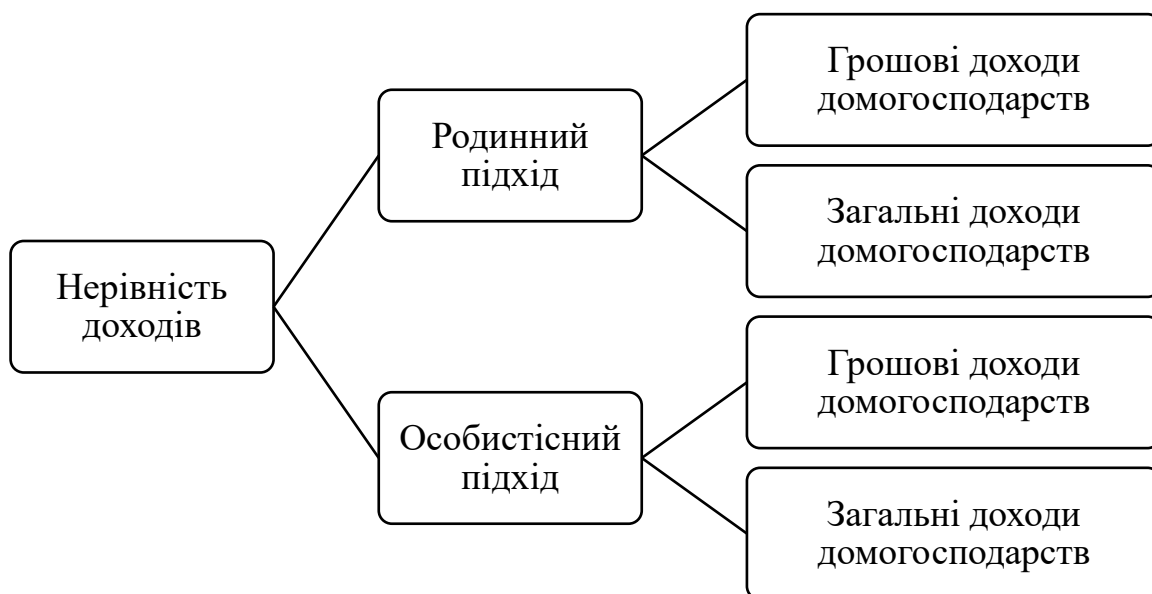 Нерівність
доходів
Родинний
підхід
Грошові доходи
домогосподарств
Загальні доходи
домогосподарств
Особистісний
підхід
Грошові доходи
домогосподарств
Загальні доходи
домогосподарств